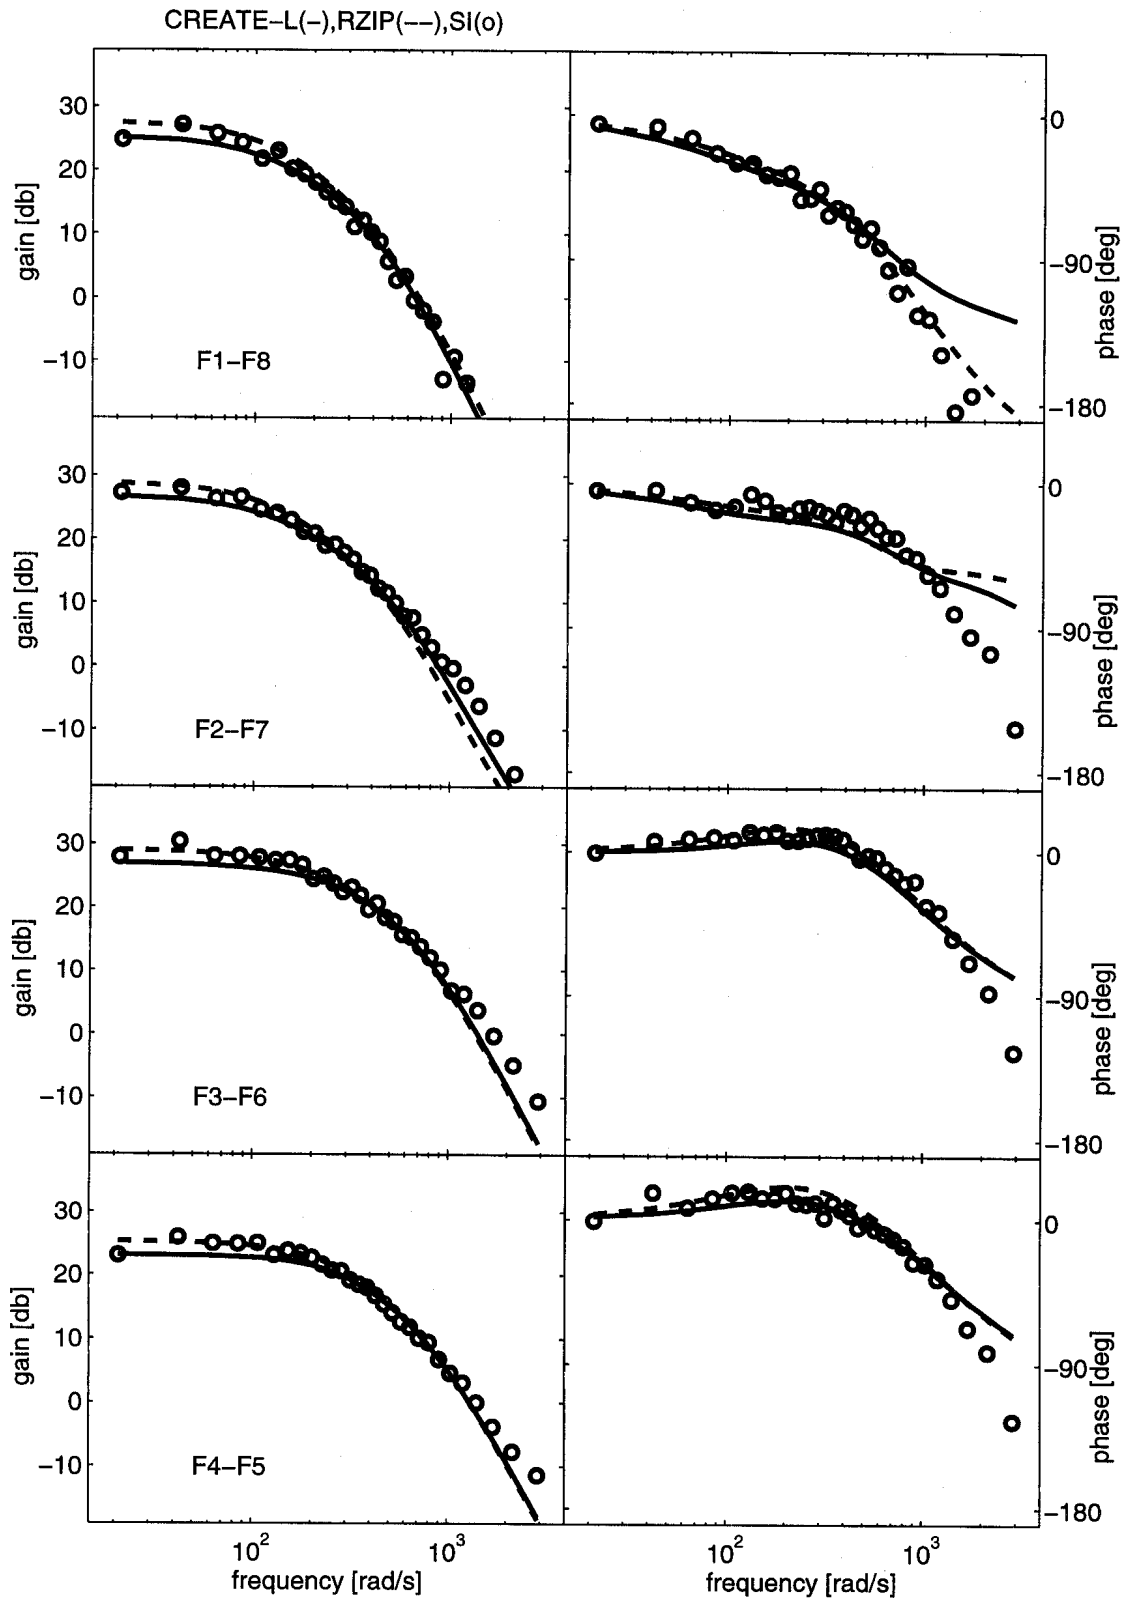 CREATE–L(–),RZIP(––),SI(o)
gain [db]
30
20
10
0
–10
F1–F8
0
–90
–180
phase [deg]
gain [db]
30
20
10
0
–10
F2–F7
0
–90
–180
phase [deg]
gain [db]
30
20
10
0
–10
F3–F6
0
–90
–180
phase [deg]
gain [db]
30
20
10
0
–10
F4–F5
0
–90
–180
phase [deg]
10² 10³ 10² 10³
frequency [rad/s] frequency [rad/s]